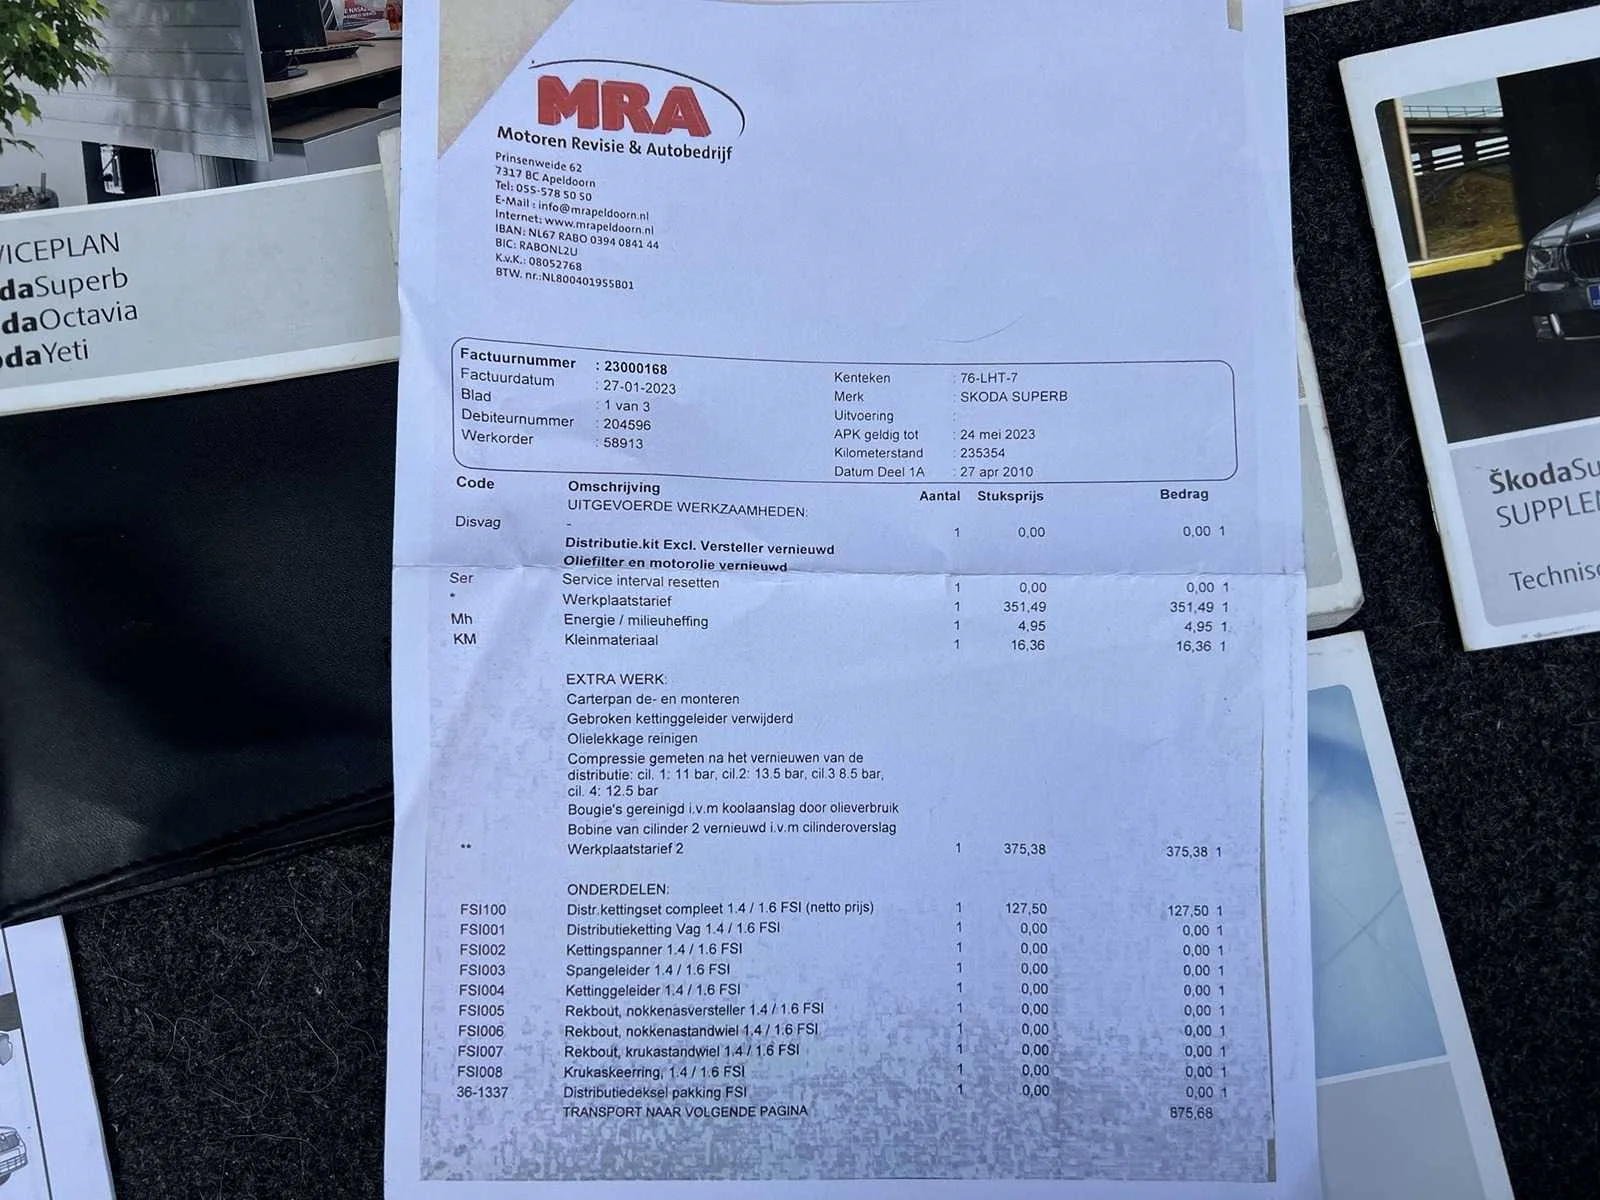 MRA
Motoren Revisie & Autobedrijf
Prinsenweide 62
7317 BC Apeldoorn
Tel: 055-578 50 50
E-Mail : info@mrapeldoorn.nl
Internet: www.mrapeldoorn.nl
IBAN: NL67 RABO 0394 0841 44
BIC: RABONL2U
K.v.K.: 08052768
BTW. nr.:NL800401955B01
Factuurnummer : 23000168
Factuurdatum : 27-01-2023
Blad : 1 van 3
Debiteurnummer : 204596
Werkorder : 58913
Kenteken : 76-LHT-7
Merk : SKODA SUPERB
Uitvoering :
APK geldig tot : 24 mei 2023
Kilometerstand : 235354
Datum Deel 1A : 27 apr 2010
Code Omschrijving Aantal Stuksprijs Bedrag
UITGEVOERDE WERKZAAMHEDEN:
Disvag - 1 0,00 0,00 1
Distributie.kit Excl. Versteller vernieuwd
Oliefilter en motorolie vernieuwd
Ser Service interval resetten 1 0,00 0,00 1
* Werkplaatstarief 1 351,49 351,49 1
Mh Energie / milieuheffing 1 4,95 4,95 1
KM Kleinmateriaal 1 16,36 16,36 1
EXTRA WERK:
Carterpan de- en monteren
Gebroken kettinggeleider verwijderd
Olielekkage reinigen
Compressie gemeten na het vernieuwen van de
distributie: cil. 1: 11 bar, cil.2: 13.5 bar, cil.3 8.5 bar,
cil. 4: 12.5 bar
Bougie's gereinigd i.v.m koolaanslag door olieverbruik
Bobine van cilinder 2 vernieuwd i.v.m cilinderoverslag
** Werkplaatstarief 2 1 375,38 375,38 1
ONDERDELEN:
FSI100 Distr.kettingset compleet 1.4 / 1.6 FSI (netto prijs) 1 127,50 127,50 1
FSI001 Distributieketting Vag 1.4 / 1.6 FSI 1 0,00 0,00 1
FSI002 Kettingspanner 1.4 / 1.6 FSI 1 0,00 0,00 1
FSI003 Spangeleider 1.4 / 1.6 FSI 1 0,00 0,00 1
FSI004 Kettinggeleider 1.4 / 1.6 FSI 1 0,00 0,00 1
FSI005 Rekbout, nokkenasversteller 1.4 / 1.6 FSI 1 0,00 0,00 1
FSI006 Rekbout, nokkenastandwiel 1.4 / 1.6 FSI 1 0,00 0,00 1
FSI007 Rekbout, krukastandwiel 1.4 / 1.6 FSI 1 0,00 0,00 1
FSI008 Krukaskeerring, 1.4 / 1.6 FSI 1 0,00 0,00 1
36-1337 Distributiedeksel pakking FSI 1 0,00 0,00 1
TRANSPORT NAAR VOLGENDE PAGINA 875,68
VICEPLAN
daSuperb
daOctavia
odaYeti
ŠkodaSu
SUPPLE
Technisc